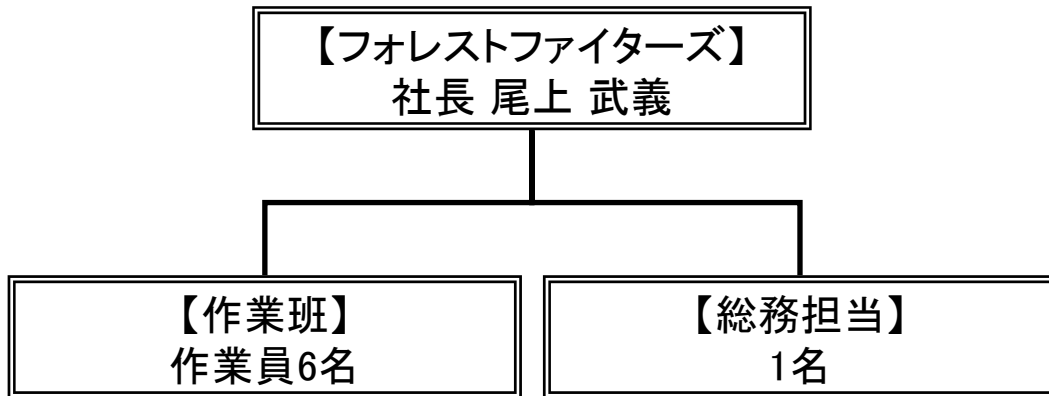 【フォレストファイターズ】
社長 尾上 武義
【作業班】
作業員6名
【総務担当】
1名